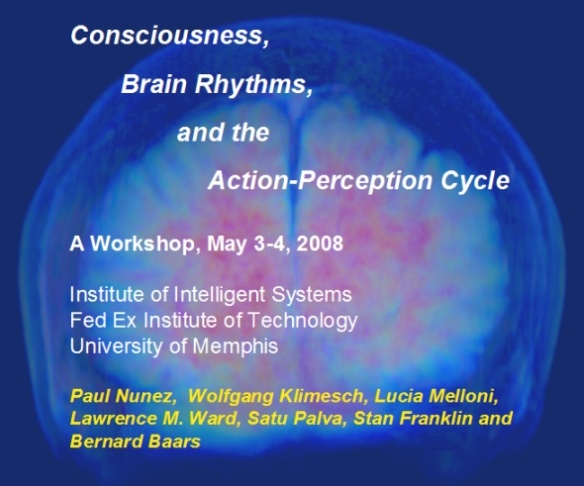 Consciousness,
Brain Rhythms,
and the
Action-Perception Cycle
A Workshop, May 3-4, 2008
Institute of Intelligent Systems
Fed Ex Institute of Technology
University of Memphis
Paul Nunez, Wolfgang Klimesch, Lucia Melloni,
Lawrence M. Ward, Satu Palva, Stan Franklin and
Bernard Baars